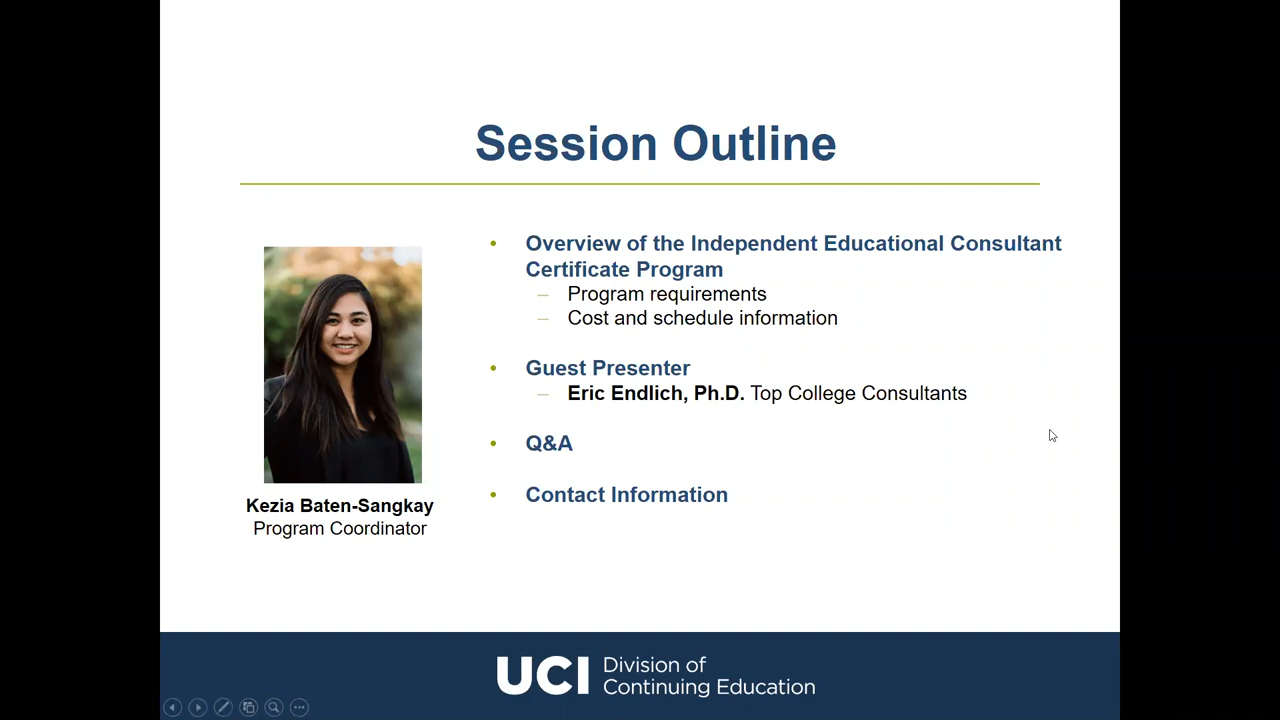 Session Outline
• Overview of the Independent Educational Consultant
Certificate Program
– Program requirements
– Cost and schedule information
• Guest Presenter
– Eric Endlich, Ph.D. Top College Consultants
• Q&A
• Contact Information
Kezia Baten-Sangkay
Program Coordinator
UCI Division of
Continuing Education